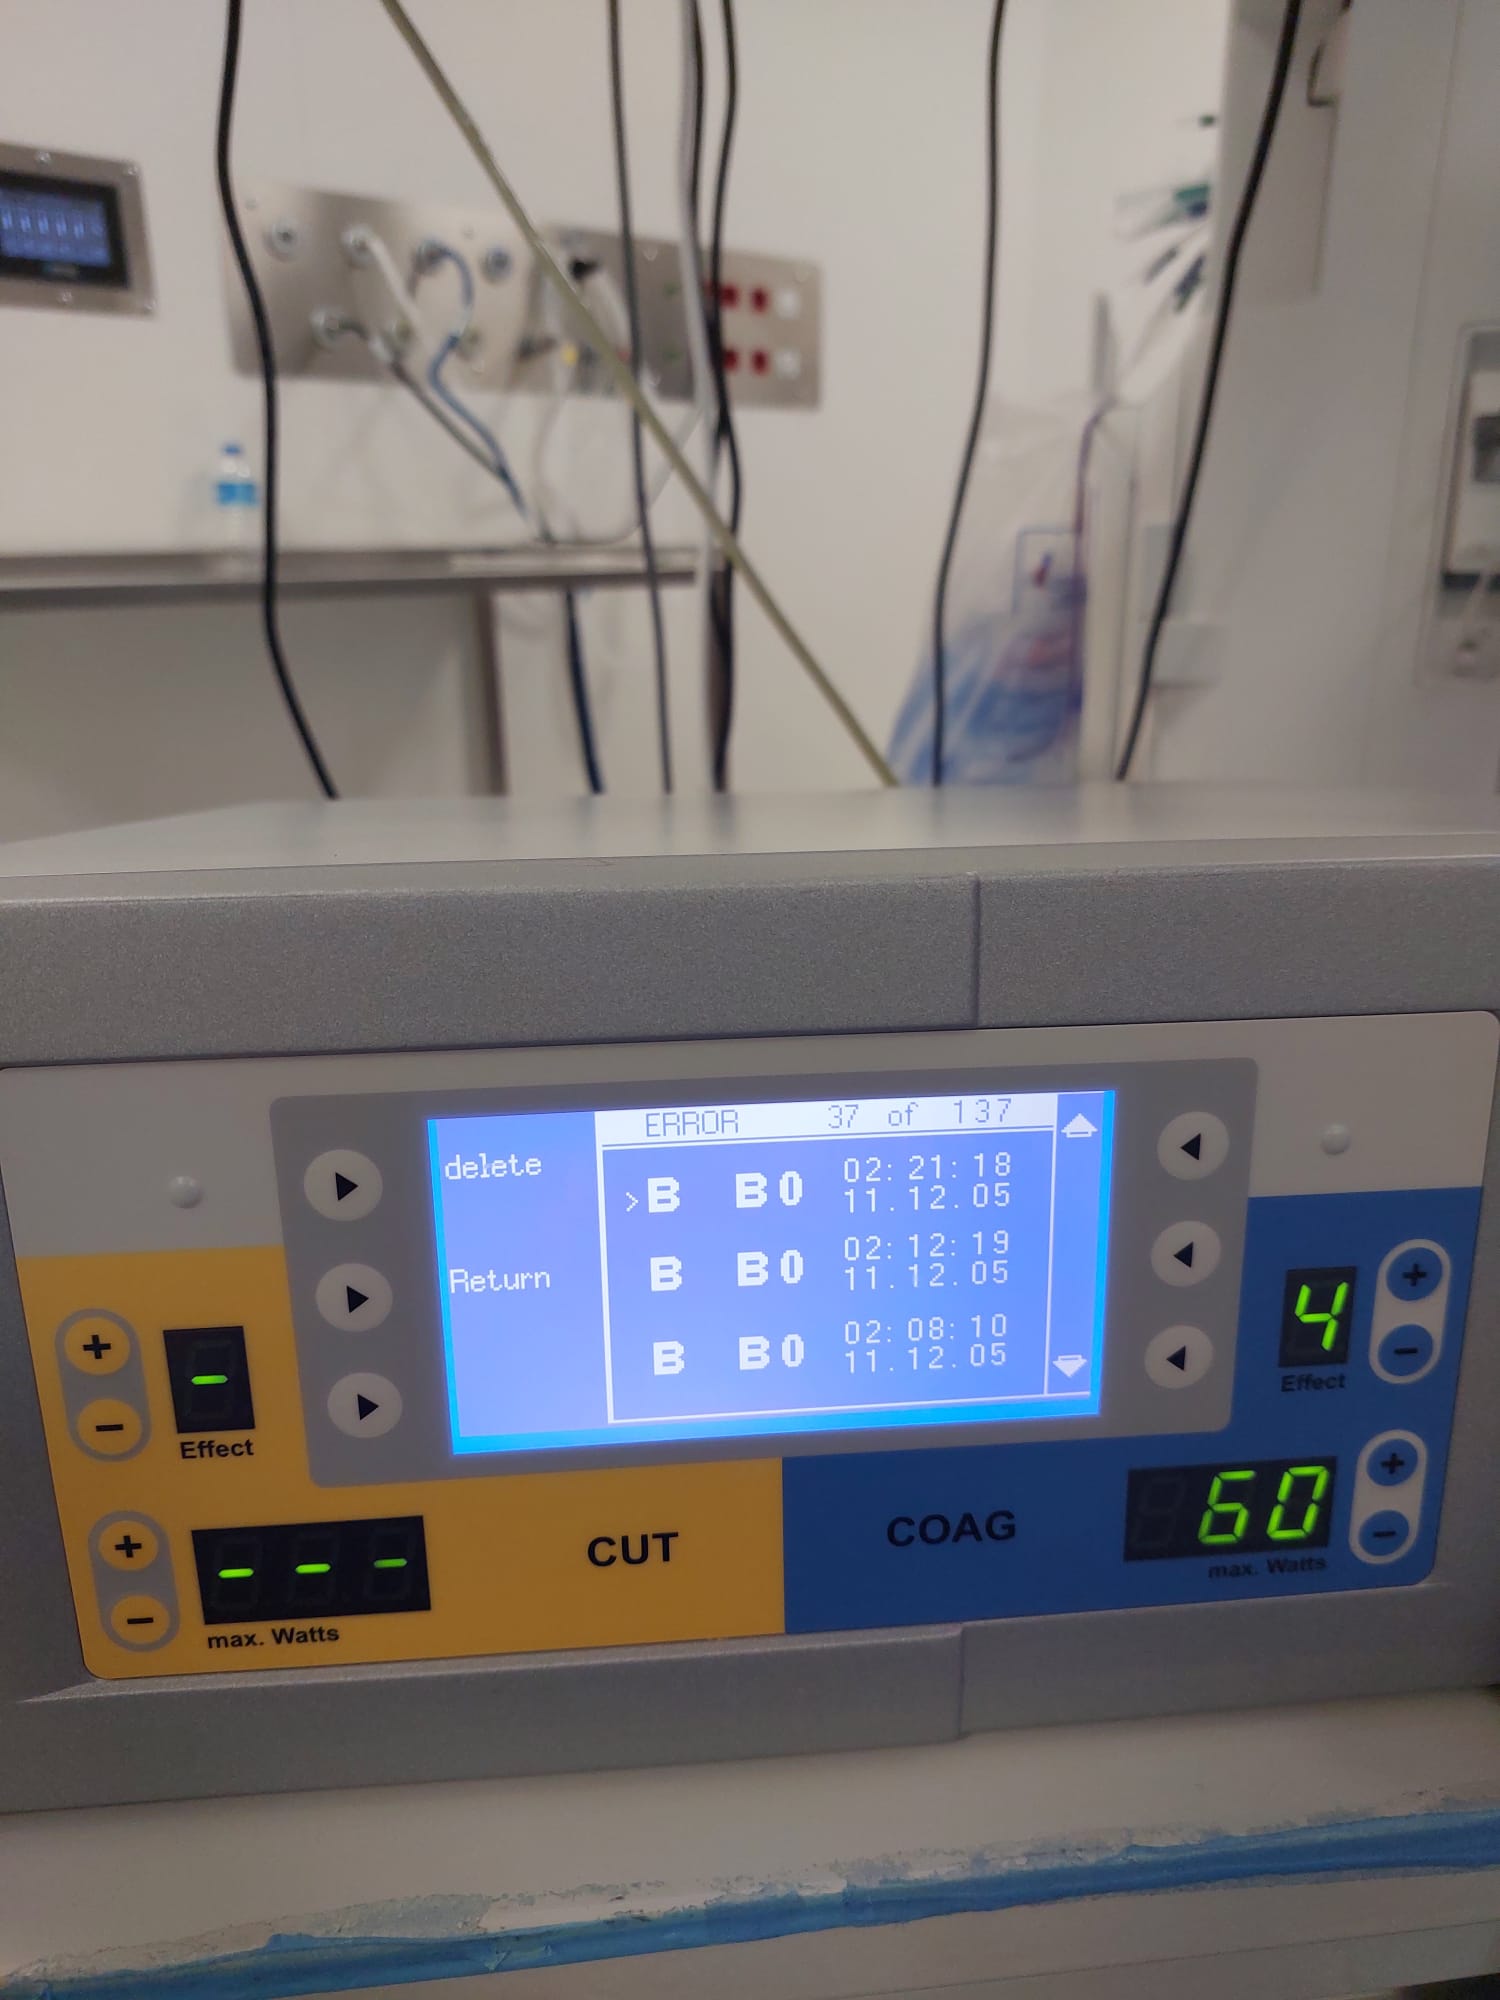 ERROR 37 of 137
delete
>B B0 02:21:18
11.12.05
Return
B B0 02:12:19
11.12.05
B B0 02:08:10
11.12.05
+
-
-
Effect
+
-
---
max. Watts
CUT
4
+
-
Effect
COAG
60
+
-
max. Watts